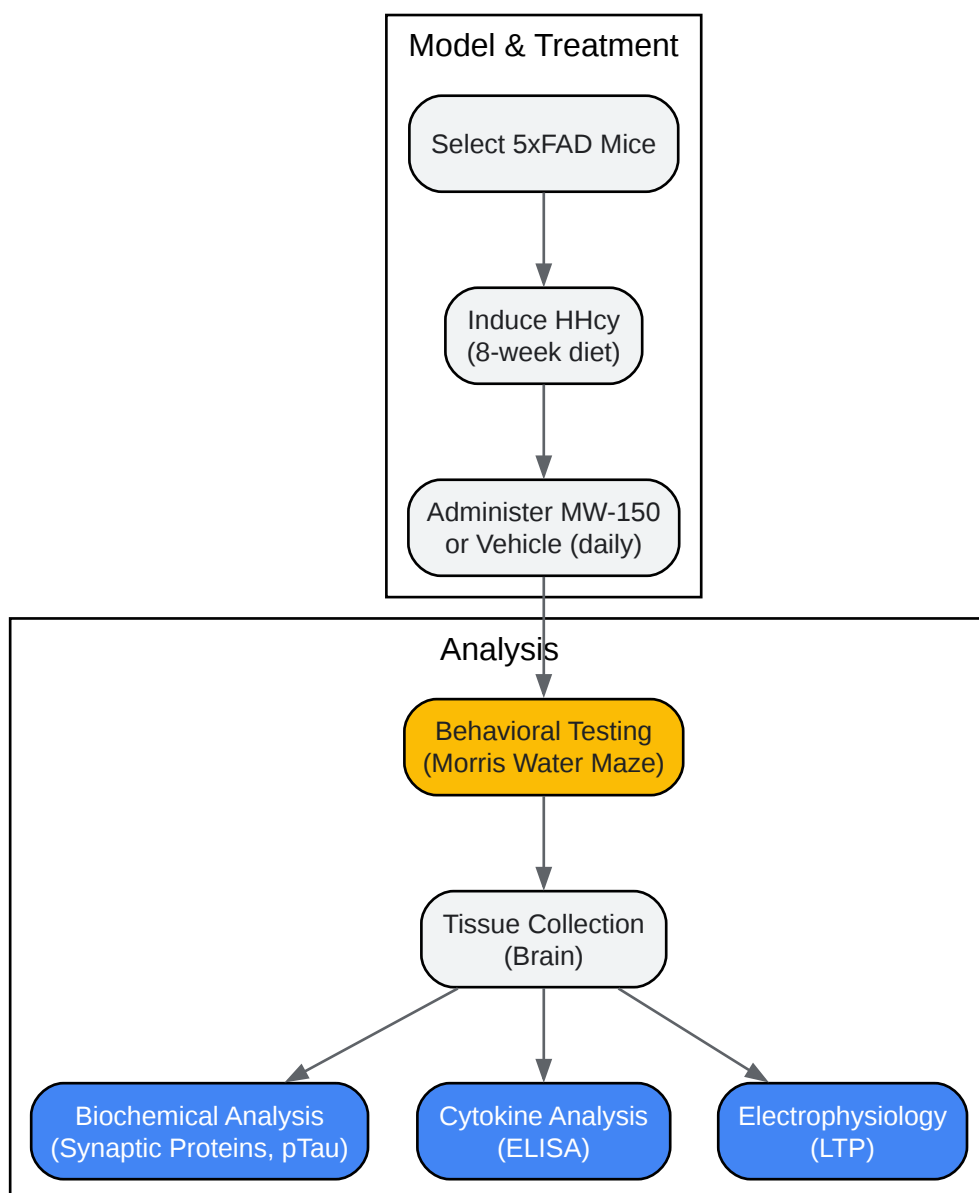 Model & Treatment
Select 5xFAD Mice
Induce HHcy
(8-week diet)
Administer MW-150
or Vehicle (daily)
Analysis
Behavioral Testing
(Morris Water Maze)
Tissue Collection
(Brain)
Biochemical Analysis
(Synaptic Proteins, pTau)
Cytokine Analysis
(ELISA)
Electrophysiology
(LTP)